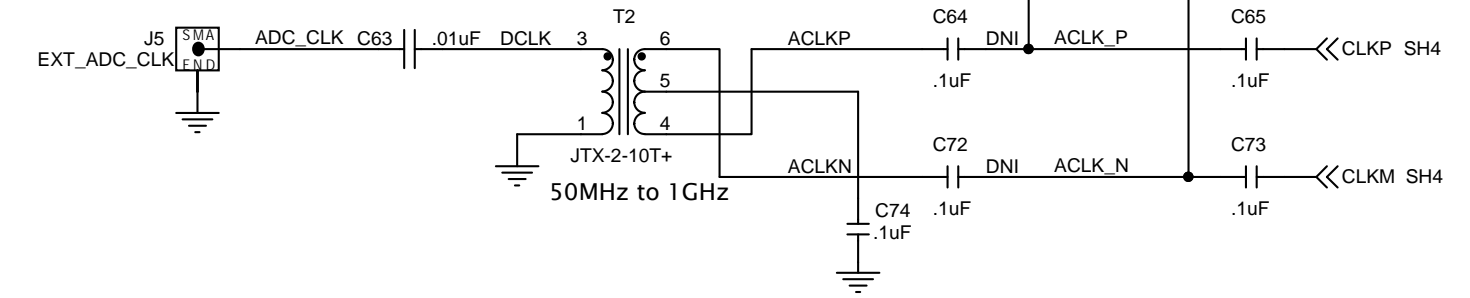 T2
C64
C65
J5
SMA
ADC_CLK
C63
.01uF
DCLK
3
6
ACLKP
DNI
ACLK_P
CLKP SH4
EXT_ADC_CLK
END
5
.1uF
.1uF
1
4
JTX-2-10T+
C72
C73
50MHz to 1GHz
ACLKN
DNI
ACLK_N
CLKM SH4
C74
.1uF
.1uF
.1uF